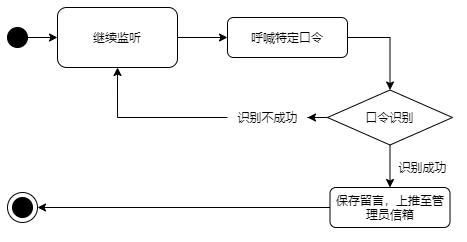 继续监听
呼喊特定口令
识别不成功
口令识别
识别成功
保存留言，上推至管
理员信箱